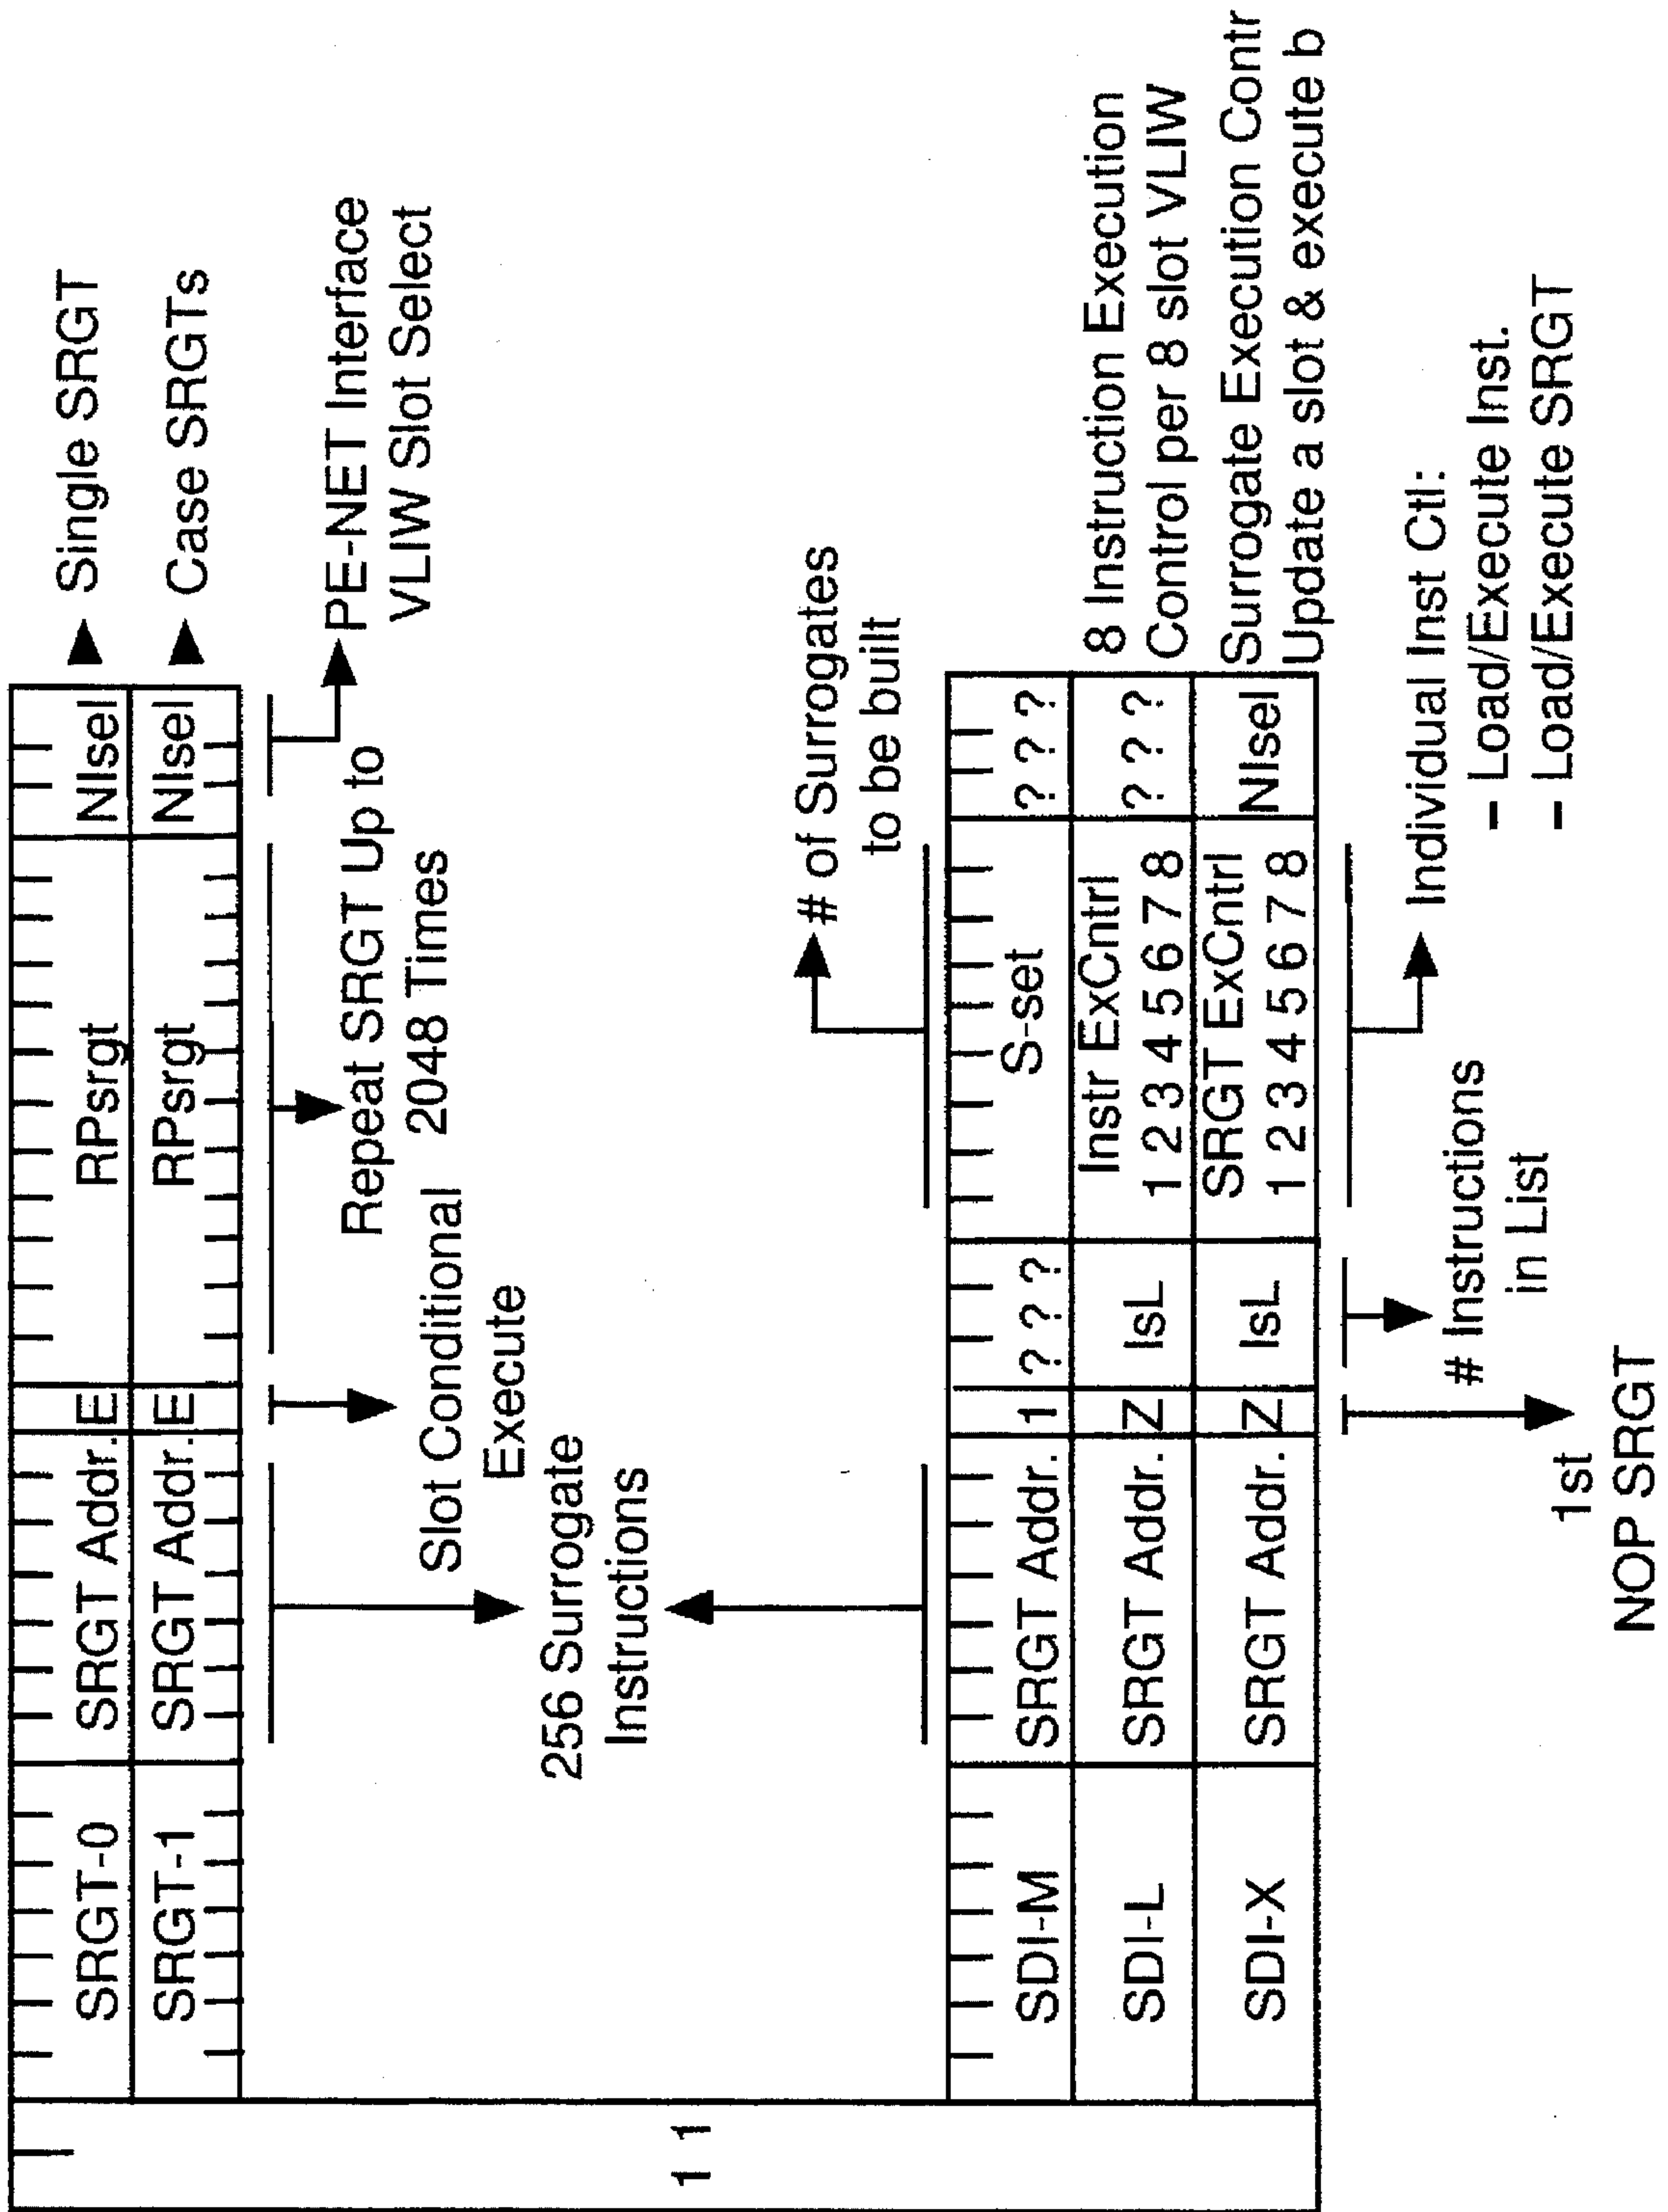 1 1
SRGT-0 SRGT Addr. E RPsrgt NIsel ► Single SRGT
SRGT-1 SRGT Addr. E RPsrgt NIsel ► Case SRGTs
PE-NET Interface
VLIW Slot Select
Repeat SRGT Up to
2048 Times
Slot Conditional
Execute
256 Surrogate
Instructions
# of Surrogates
to be built
SDI-M SRGT Addr. 1 ? ? ? S-set ? ? ?
SDI-L SRGT Addr. Z IsL Instr ExCntrl ? ? ?
1 2 3 4 5 6 7 8
SDI-X SRGT Addr. Z IsL SRGT ExCntrl NIsel
1 2 3 4 5 6 7 8
8 Instruction Execution
Control per 8 slot VLIW
Surrogate Execution Contr
Update a slot & execute b
Individual Inst Ctl:
– Load/Execute Inst.
– Load/Execute SRGT
# Instructions
in List
1st
NOP SRGT